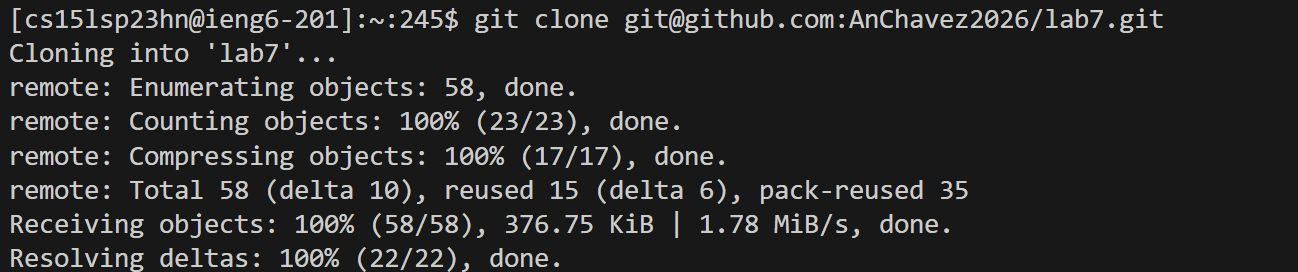 [cs15lsp23hn@ieng6-201]:~:245$ git clone git@github.com:AnChavez2026/lab7.git
Cloning into 'lab7'...
remote: Enumerating objects: 58, done.
remote: Counting objects: 100% (23/23), done.
remote: Compressing objects: 100% (17/17), done.
remote: Total 58 (delta 10), reused 15 (delta 6), pack-reused 35
Receiving objects: 100% (58/58), 376.75 KiB | 1.78 MiB/s, done.
Resolving deltas: 100% (22/22), done.